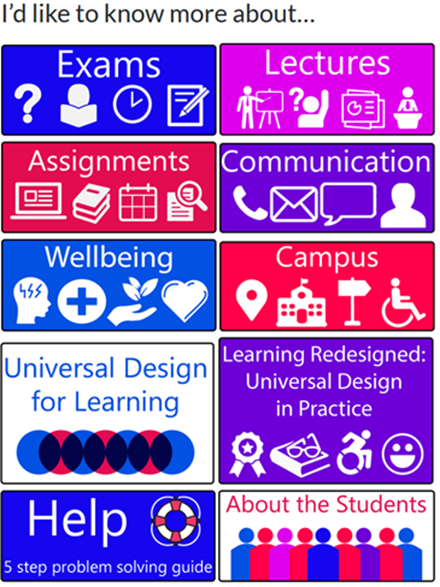 I'd like to know more about...
Exams
Lectures
Assignments
Communication
Wellbeing
Campus
Universal Design
for Learning
Learning Redesigned:
Universal Design
in Practice
Help
5 step problem solving guide
About the Students